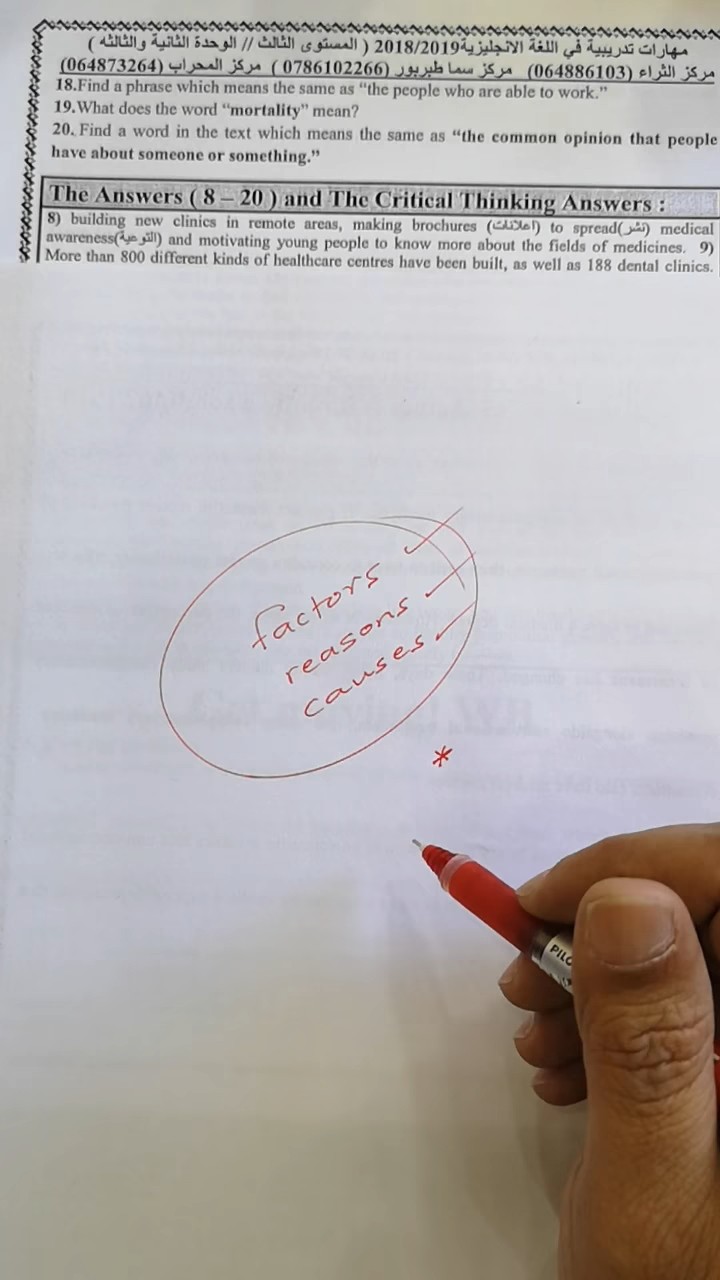 مهارات تدريبية في اللغة الانجليزية 2018/2019 ( المستوى الثالث // الوحدة الثانية والثالثه )
مركز الثراء (064886103) مركز سما طبربور (0786102266 ) مركز المحراب (064873264)
18.Find a phrase which means the same as “the people who are able to work.”
19.What does the word “mortality” mean?
20. Find a word in the text which means the same as “the common opinion that people
have about someone or something.”
The Answers ( 8 – 20 ) and The Critical Thinking Answers :
8) building new clinics in remote areas, making brochures (اعلانات) to spread(نشر) medical
awareness(التوعية) and motivating young people to know more about the fields of medicines. 9)
More than 800 different kinds of healthcare centres have been built, as well as 188 dental clinics.
factors
reasons
causes
*
PILO